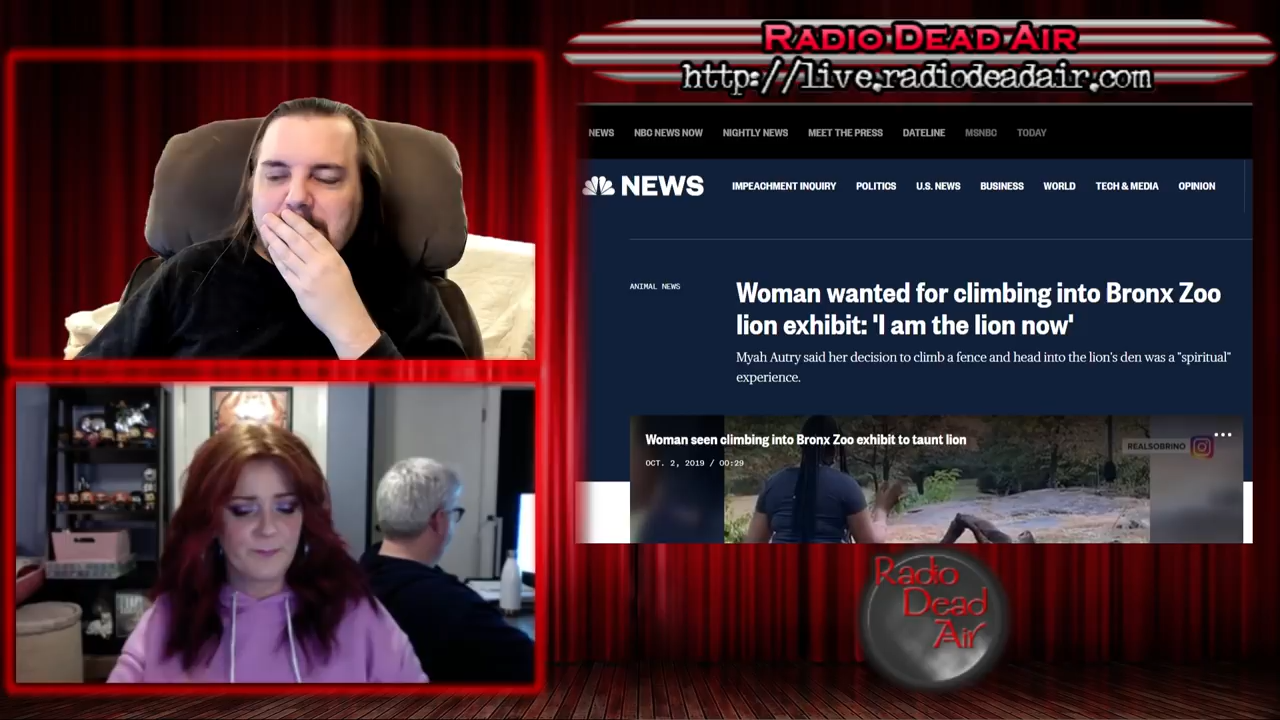 RADIO DEAD AIR
http://live.radiodeadair.com
NEWS NBC NEWS NOW NIGHTLY NEWS MEET THE PRESS DATELINE MSNBC TODAY
NEWS IMPEACHMENT INQUIRY POLITICS U.S. NEWS BUSINESS WORLD TECH & MEDIA OPINION
ANIMAL NEWS
Woman wanted for climbing into Bronx Zoo
lion exhibit: 'I am the lion now'
Myah Autry said her decision to climb a fence and head into the lion's den was a "spiritual"
experience.
Woman seen climbing into Bronx Zoo exhibit to taunt lion
REALSOBRINO
OCT. 2, 2019 / 00:29
Radio
Dead
Air